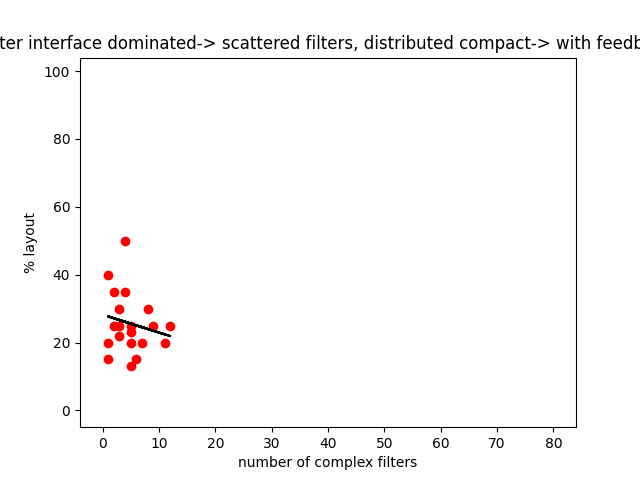 ter interface dominated-> scattered filters, distributed compact-> with feedb
100
80
60
40
20
0
% layout
0 10 20 30 40 50 60 70 80
number of complex filters